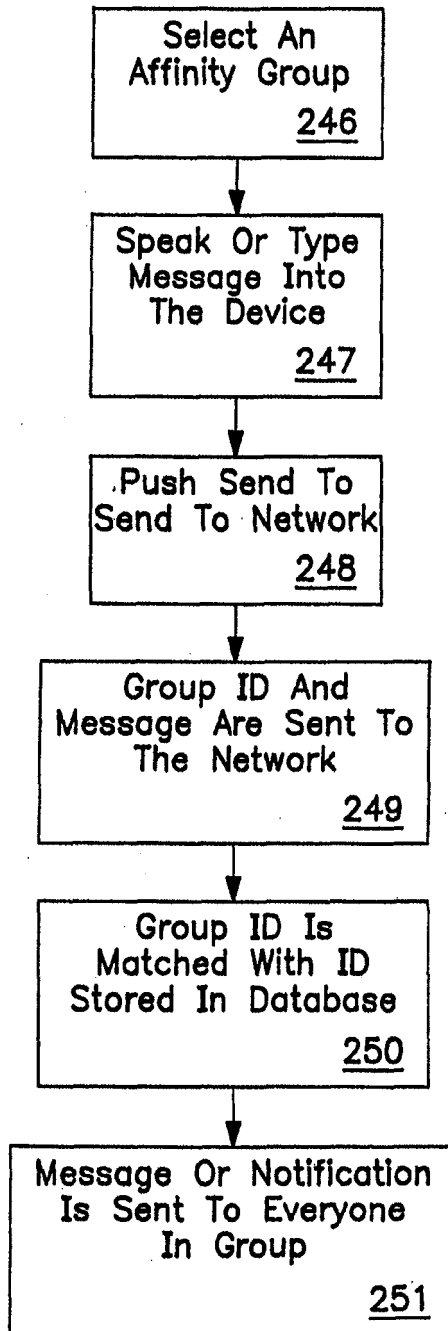 Select An
Affinity Group
246
Speak Or Type
Message Into
The Device
247
Push Send To
Send To Network
248
Group ID And
Message Are Sent To
The Network
249
Group ID Is
Matched With ID
Stored In Database
250
Message Or Notification
Is Sent To Everyone
In Group
251